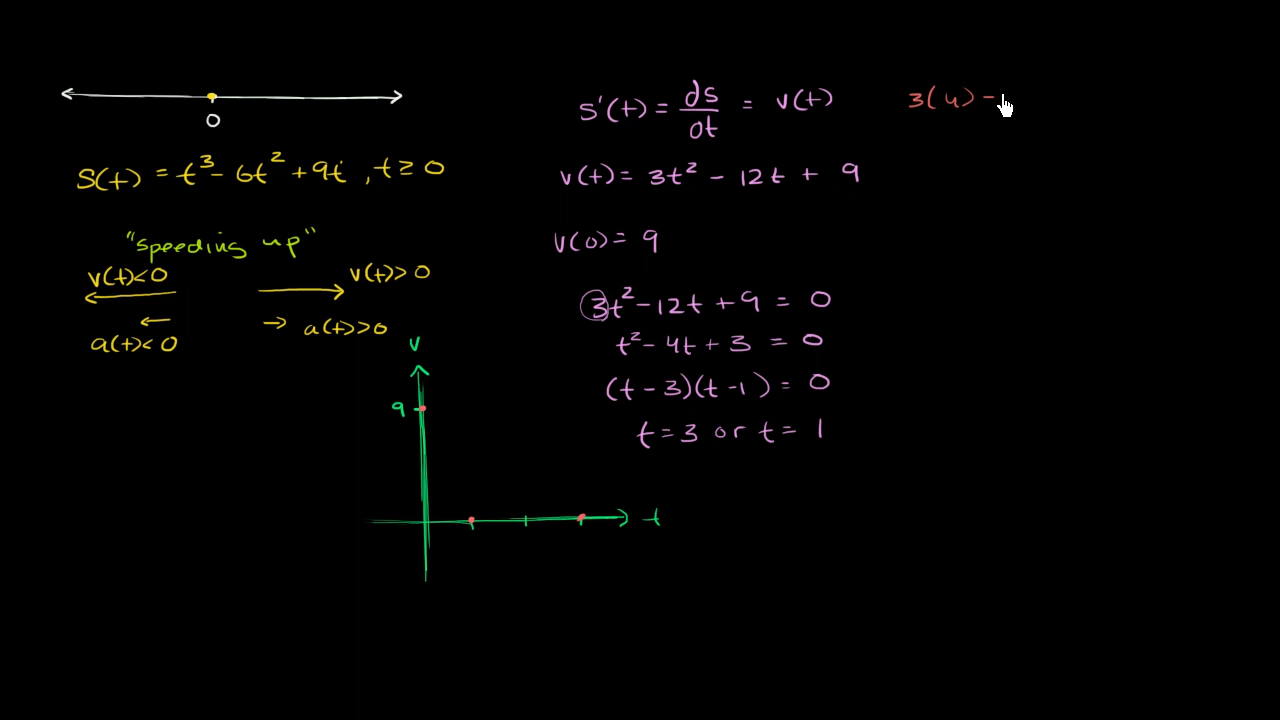 0
S(t) = t³ - 6t² + 9t , t ≥ 0
"speeding up"
v(t)<0
v(t)>0
a(t)<0
a(t)>0
v
9
t
s'(t) = ds/dt = v(t)
3(4) -
v(t) = 3t² - 12t + 9
v(0) = 9
3t² - 12t + 9 = 0
t² - 4t + 3 = 0
(t - 3)(t - 1) = 0
t = 3 or t = 1